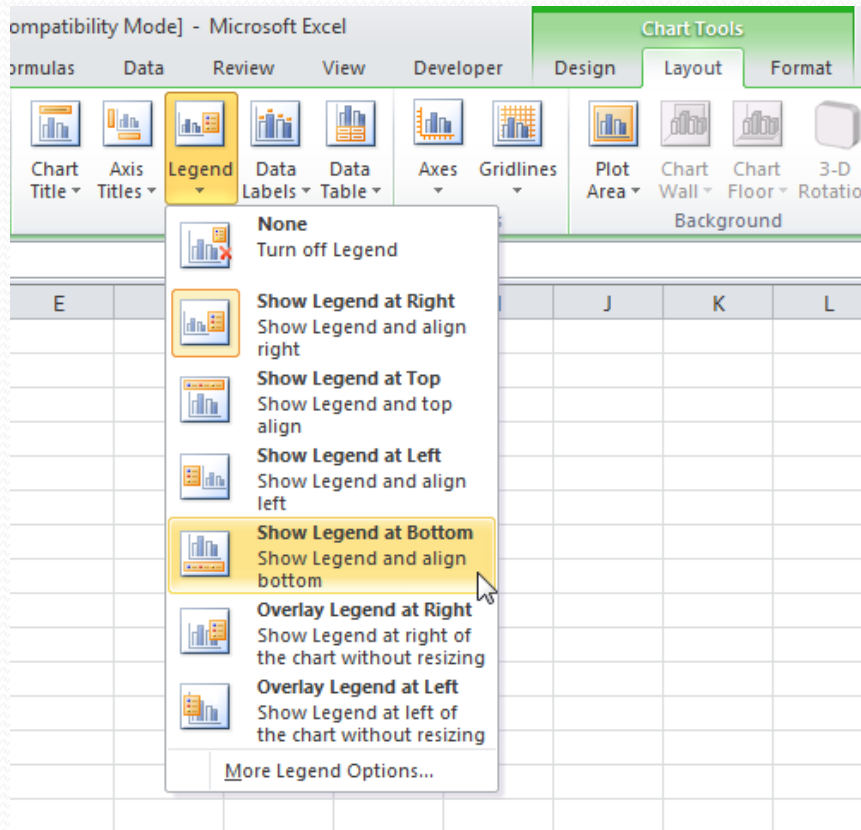 ompatibility Mode] - Microsoft Excel
Chart Tools
ormulas Data Review View Developer Design Layout Format
Chart Title Axis Titles Legend Data Labels Data Table Axes Gridlines Plot Area Chart Wall Chart Floor 3-D Rotatio
Background
None
Turn off Legend
E J K L
Show Legend at Right
Show Legend and align
right
Show Legend at Top
Show Legend and top
align
Show Legend at Left
Show Legend and align
left
Show Legend at Bottom
Show Legend and align
bottom
Overlay Legend at Right
Show Legend at right of
the chart without resizing
Overlay Legend at Left
Show Legend at left of
the chart without resizing
More Legend Options...